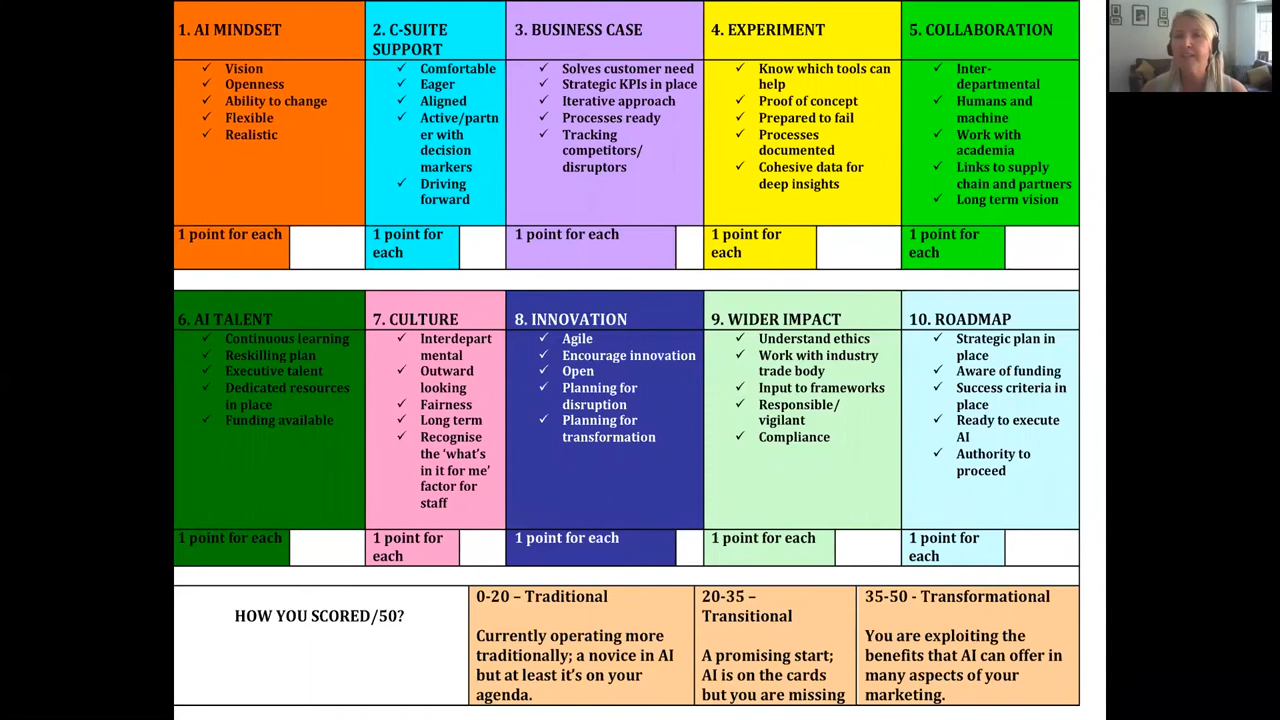 1. AI MINDSET
Vision
Openness
Ability to change
Flexible
Realistic
1 point for each
2. C-SUITE
SUPPORT
Comfortable
Eager
Aligned
Active/partn
er with
decision
markers
Driving
forward
1 point for
each
3. BUSINESS CASE
Solves customer need
Strategic KPIs in place
Iterative approach
Processes ready
Tracking
competitors/
disruptors
1 point for each
4. EXPERIMENT
Know which tools can
help
Proof of concept
Prepared to fail
Processes
documented
Cohesive data for
deep insights
1 point for
each
5. COLLABORATION
Inter-
departmental
Humans and
machine
Work with
academia
Links to supply
chain and partners
Long term vision
1 point for
each
6. AI TALENT
Continuous learning
Reskilling plan
Executive talent
Dedicated resources
in place
Funding available
1 point for each
7. CULTURE
Interdepart
mental
Outward
looking
Fairness
Long term
Recognise
the ‘what’s
in it for me’
factor for
staff
1 point for
each
8. INNOVATION
Agile
Encourage innovation
Open
Planning for
disruption
Planning for
transformation
1 point for each
9. WIDER IMPACT
Understand ethics
Work with industry
trade body
Input to frameworks
Responsible/
vigilant
Compliance
1 point for each
10. ROADMAP
Strategic plan in
place
Aware of funding
Success criteria in
place
Ready to execute
AI
Authority to
proceed
1 point for
each
HOW YOU SCORED/50?
0-20 – Traditional
Currently operating more
traditionally; a novice in AI
but at least it’s on your
agenda.
20-35 –
Transitional
A promising start;
AI is on the cards
but you are missing
35-50 - Transformational
You are exploiting the
benefits that AI can offer in
many aspects of your
marketing.